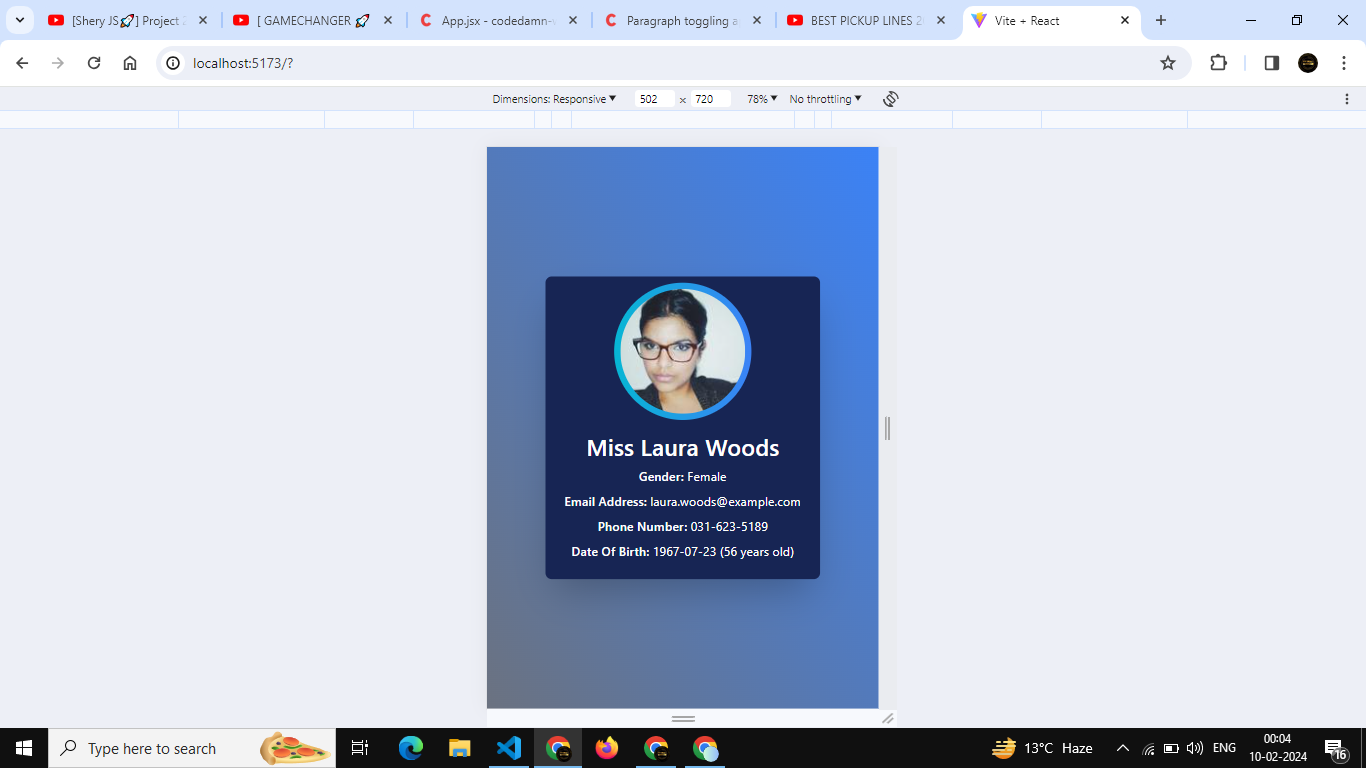 [Shery JS🚀] Project 2
[ GAMECHANGER 🚀
App.jsx - codedamn-
Paragraph toggling a
BEST PICKUP LINES 2
Vite + React
localhost:5173/?
Dimensions: Responsive ▼ 502 × 720 78% ▼ No throttling ▼
Miss Laura Woods
Gender: Female
Email Address: laura.woods@example.com
Phone Number: 031-623-5189
Date Of Birth: 1967-07-23 (56 years old)
Type here to search
13°C Haze
ENG
00:04
10-02-2024
16